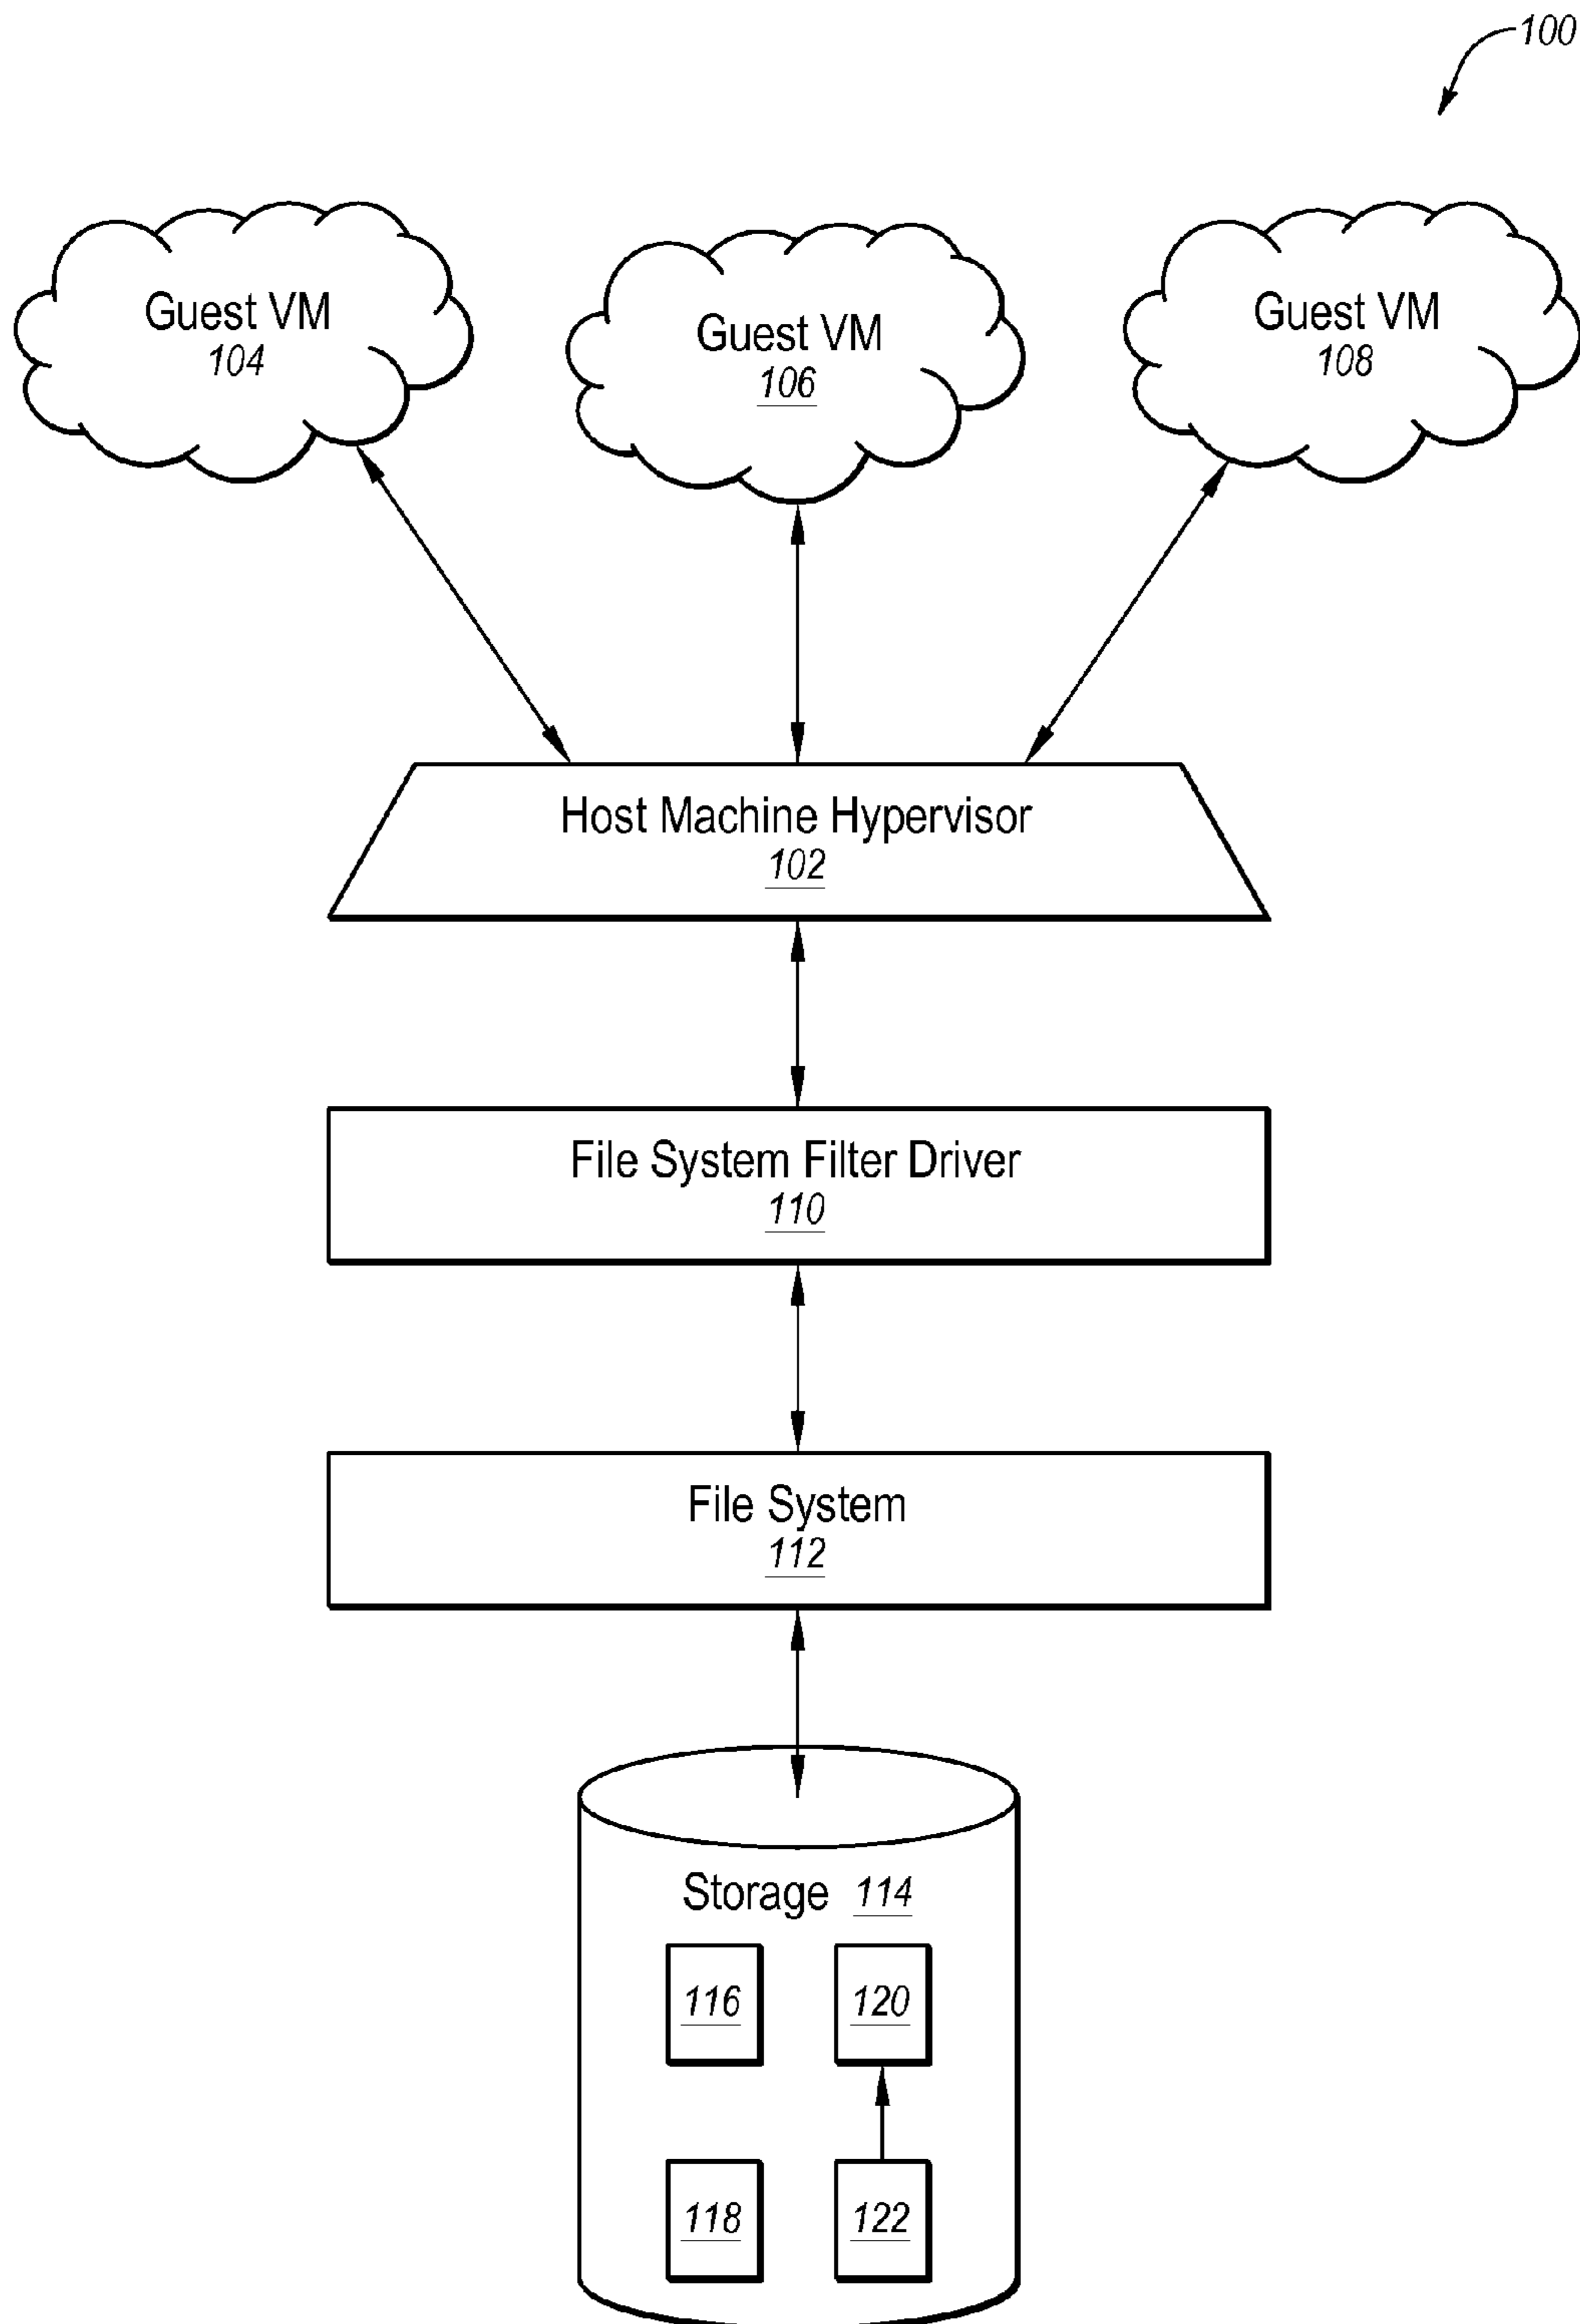 100
Guest VM
104
Guest VM
106
Guest VM
108
Host Machine Hypervisor
102
File System Filter Driver
110
File System
112
Storage 114
116 120
118 122